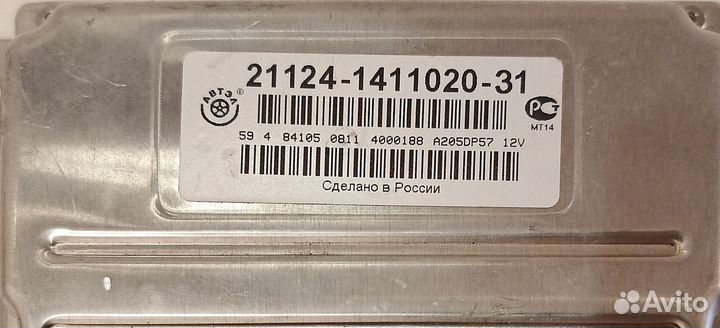 21124-1411020-31
АВТЭЛ
©
РСТ
МТ14
59 4 84105 0811 4000188 A205DP57 12V
Сделано в России
Avito